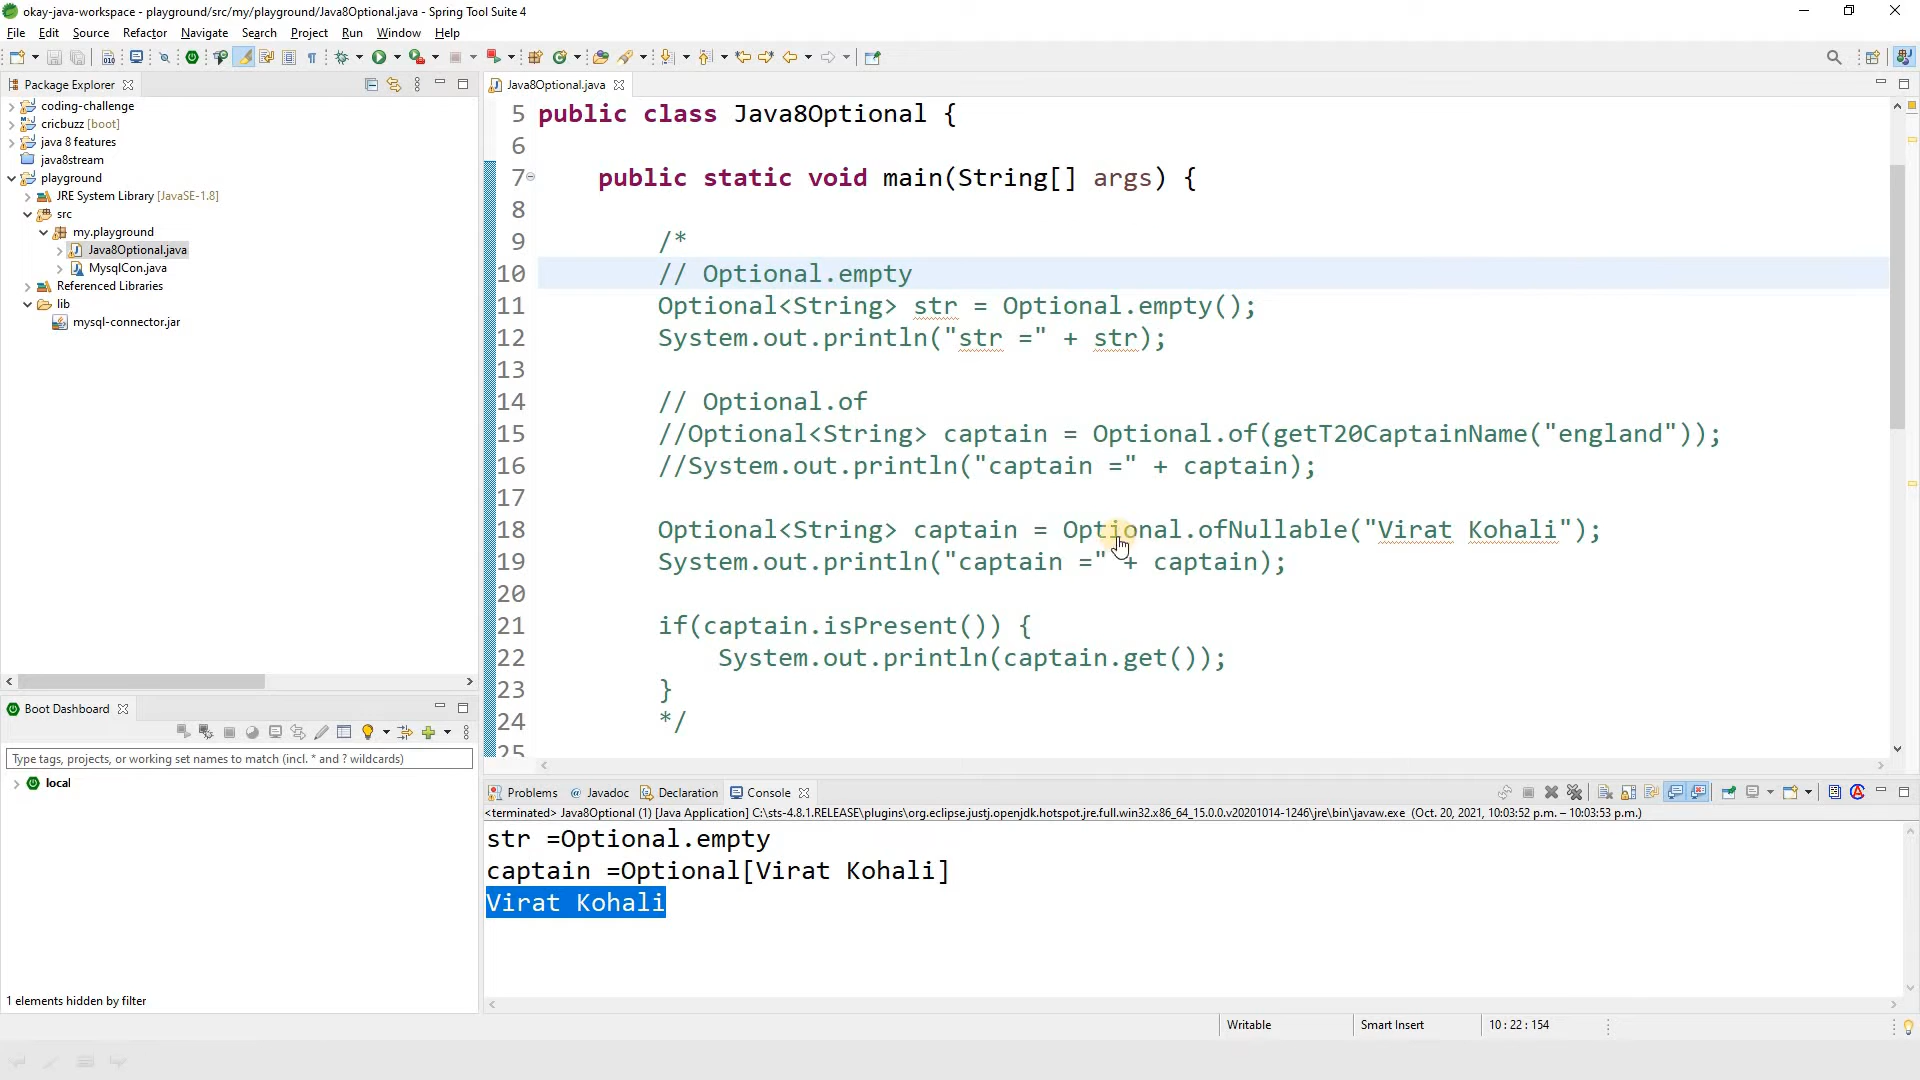 okay-java-workspace - playground/src/my/playground/Java8Optional.java - Spring Tool Suite 4
File Edit Source Refactor Navigate Search Project Run Window Help
Package Explorer
coding-challenge
cricbuzz [boot]
java 8 features
java8stream
playground
JRE System Library [JavaSE-1.8]
src
my.playground
Java8Optional.java
MysqlCon.java
Referenced Libraries
lib
mysql-connector.jar
Boot Dashboard
Type tags, projects, or working set names to match (incl. * and ? wildcards)
local
1 elements hidden by filter
Java8Optional.java
5 public class Java8Optional {
6
7 public static void main(String[] args) {
8
9 /*
10 // Optional.empty
11 Optional<String> str = Optional.empty();
12 System.out.println("str =" + str);
13
14 // Optional.of
15 //Optional<String> captain = Optional.of(getT20CaptainName("england"));
16 //System.out.println("captain =" + captain);
17
18 Optional<String> captain = Optional.ofNullable("Virat Kohali");
19 System.out.println("captain =" + captain);
20
21 if(captain.isPresent()) {
22 System.out.println(captain.get());
23 }
24 */
25
Problems Javadoc Declaration Console
<terminated> Java8Optional (1) [Java Application] C:\sts-4.8.1.RELEASE\plugins\org.eclipse.justj.openjdk.hotspot.jre.full.win32.x86_64_15.0.0.v20201014-1246\jre\bin\javaw.exe (Oct. 20, 2021, 10:03:52 p.m. – 10:03:53 p.m.)
str =Optional.empty
captain =Optional[Virat Kohali]
Virat Kohali
Writable Smart Insert 10 : 22 : 154